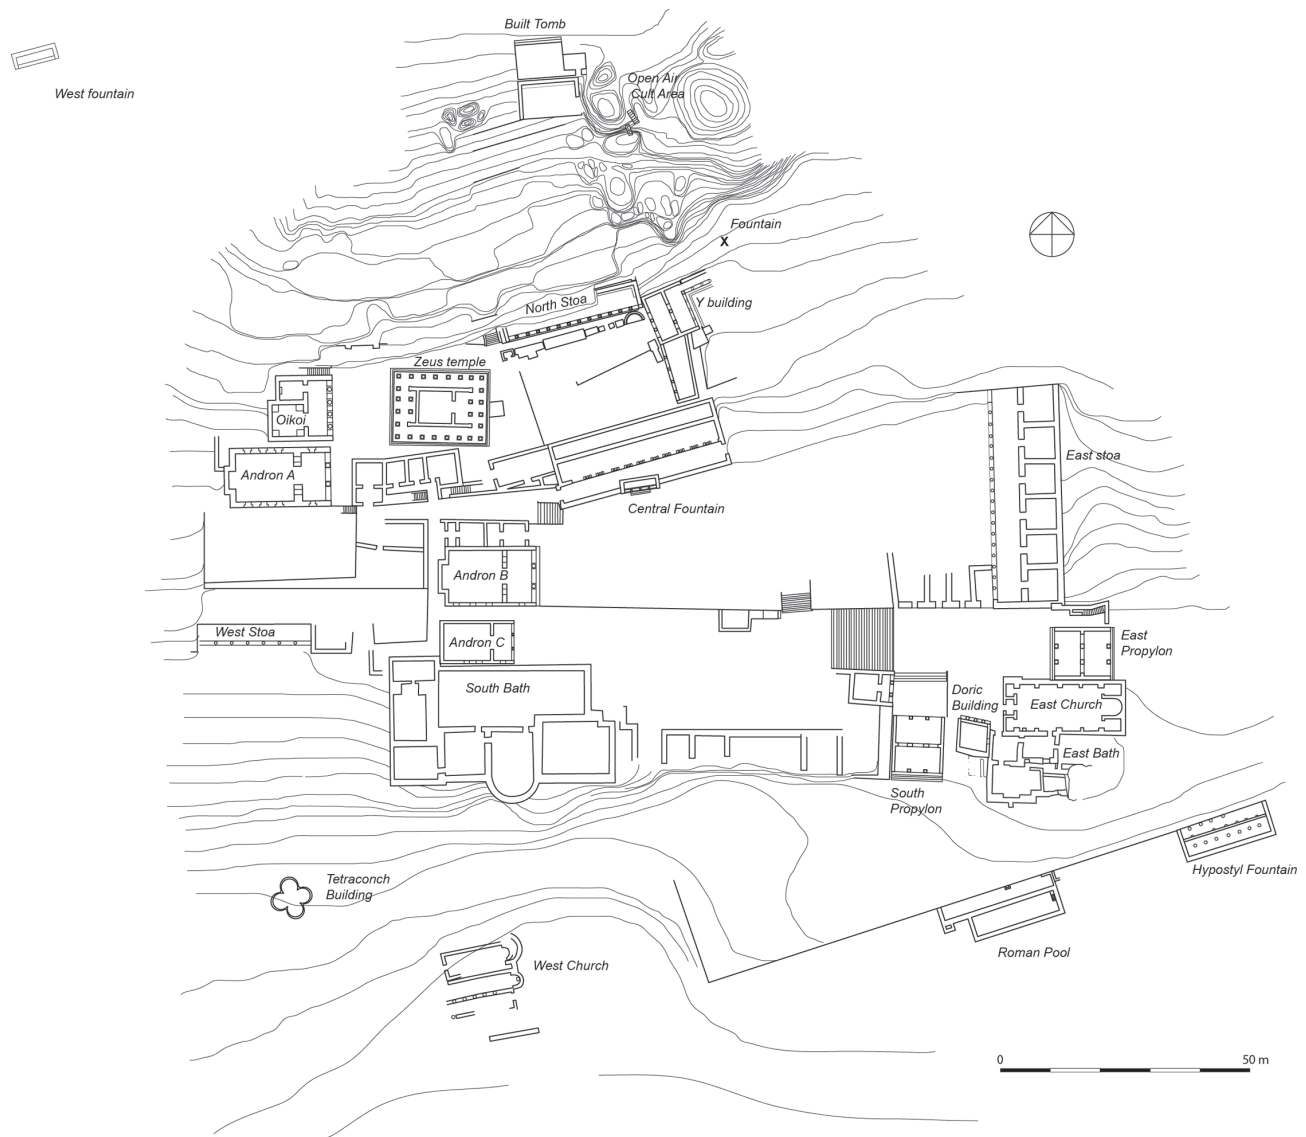 Built Tomb
West fountain
Open Air
Cult Area
Fountain
X
North Stoa
Y building
Zeus temple
Oikoi
Andron A
East stoa
Central Fountain
Andron B
West Stoa
Andron C
East
Propylon
South Bath
Doric
Building
East Church
East Bath
South
Propylon
Tetraconch
Building
Hypostyl Fountain
West Church
Roman Pool
0 50 m